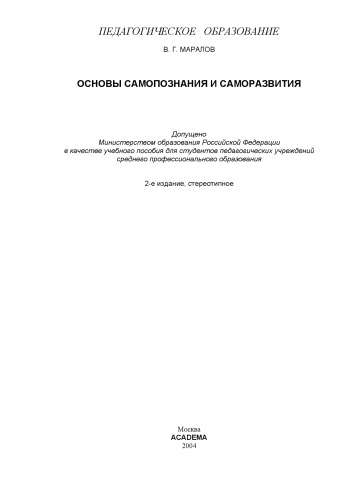 ПЕДАГОГИЧЕСКОЕ ОБРАЗОВАНИЕ
В. Г. МАРАЛОВ
ОСНОВЫ САМОПОЗНАНИЯ И САМОРАЗВИТИЯ
Допущено
Министерством образования Российской Федерации
в качестве учебного пособия для студентов педагогических учреждений
среднего профессионального образования
2-е издание, стереотипное
Москва
ACADEMA
2004